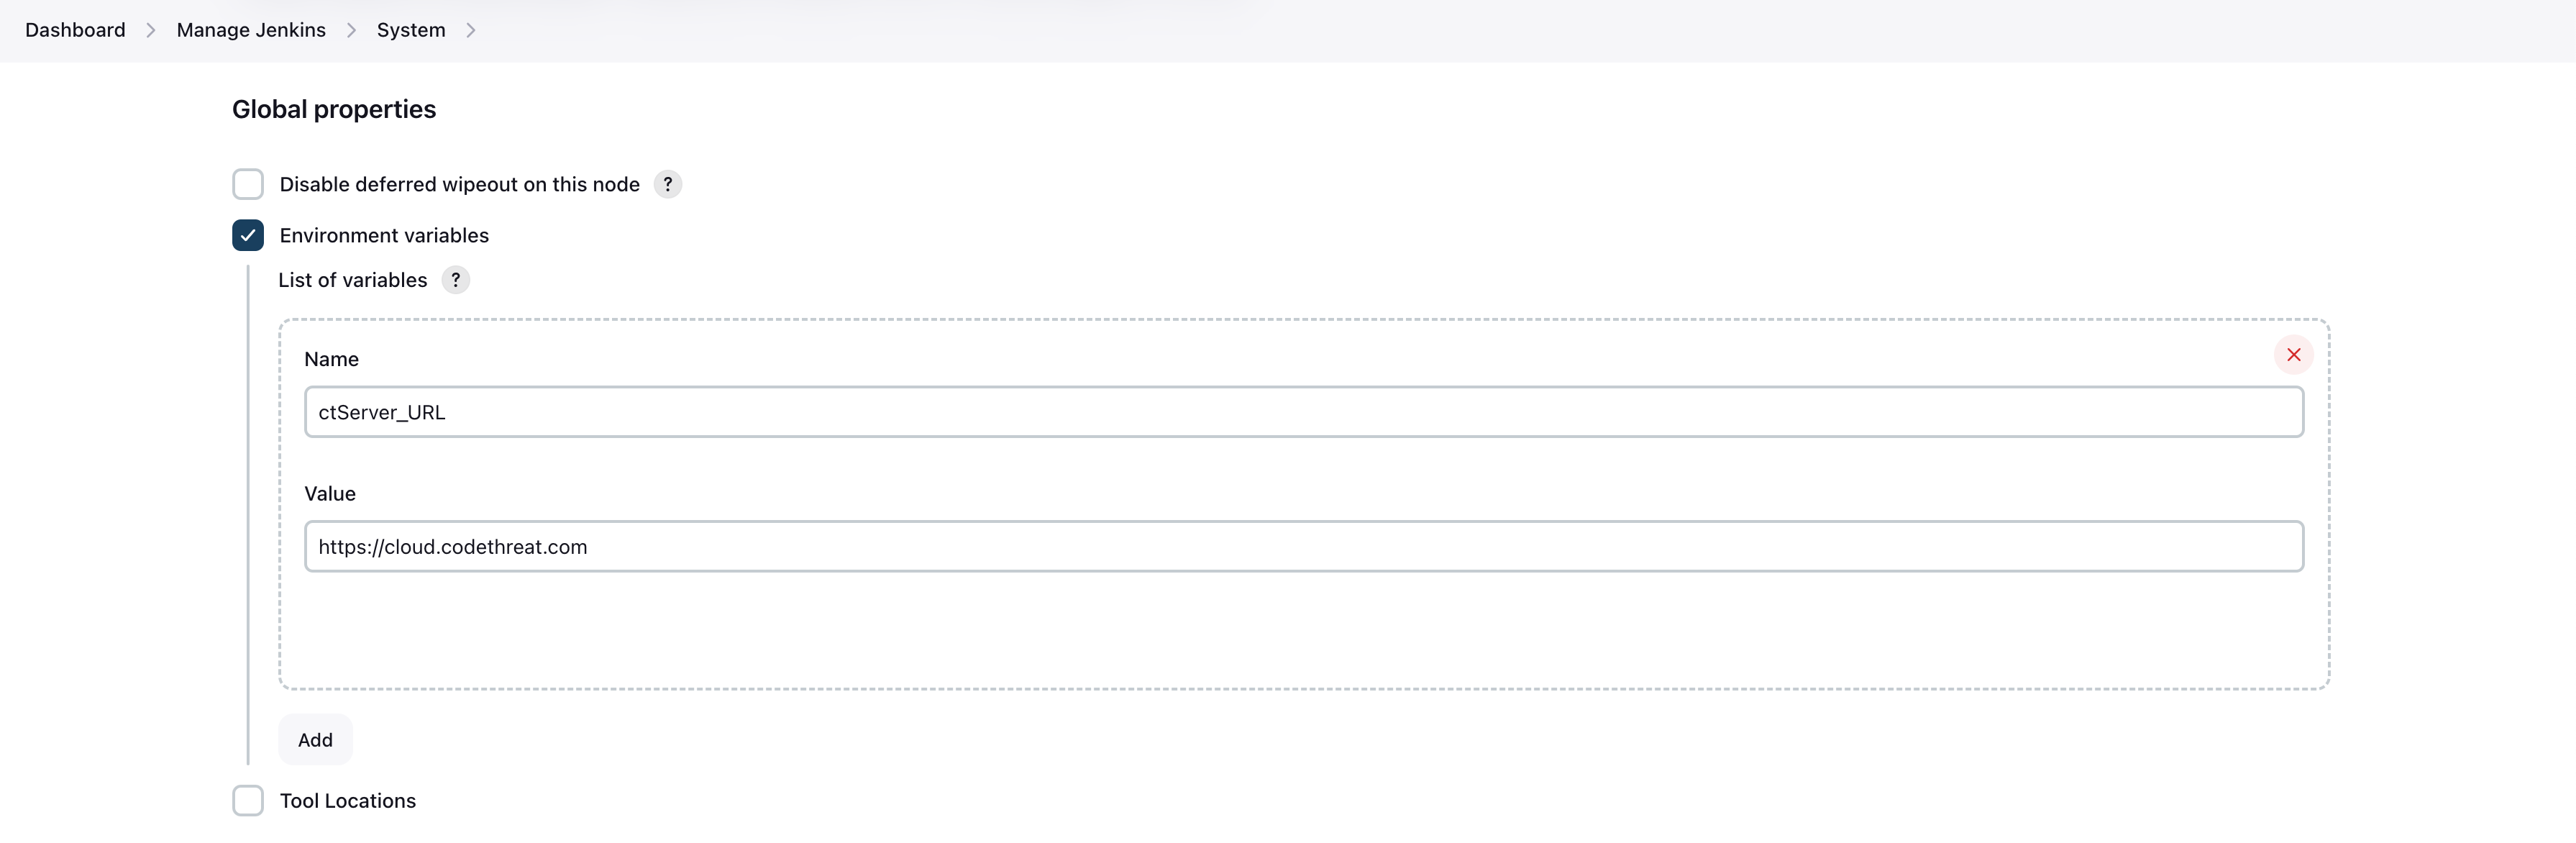 Dashboard > Manage Jenkins > System >
Global properties
Disable deferred wipeout on this node ?
Environment variables
List of variables ?
Name
ctServer_URL
Value
https://cloud.codethreat.com
Add
Tool Locations